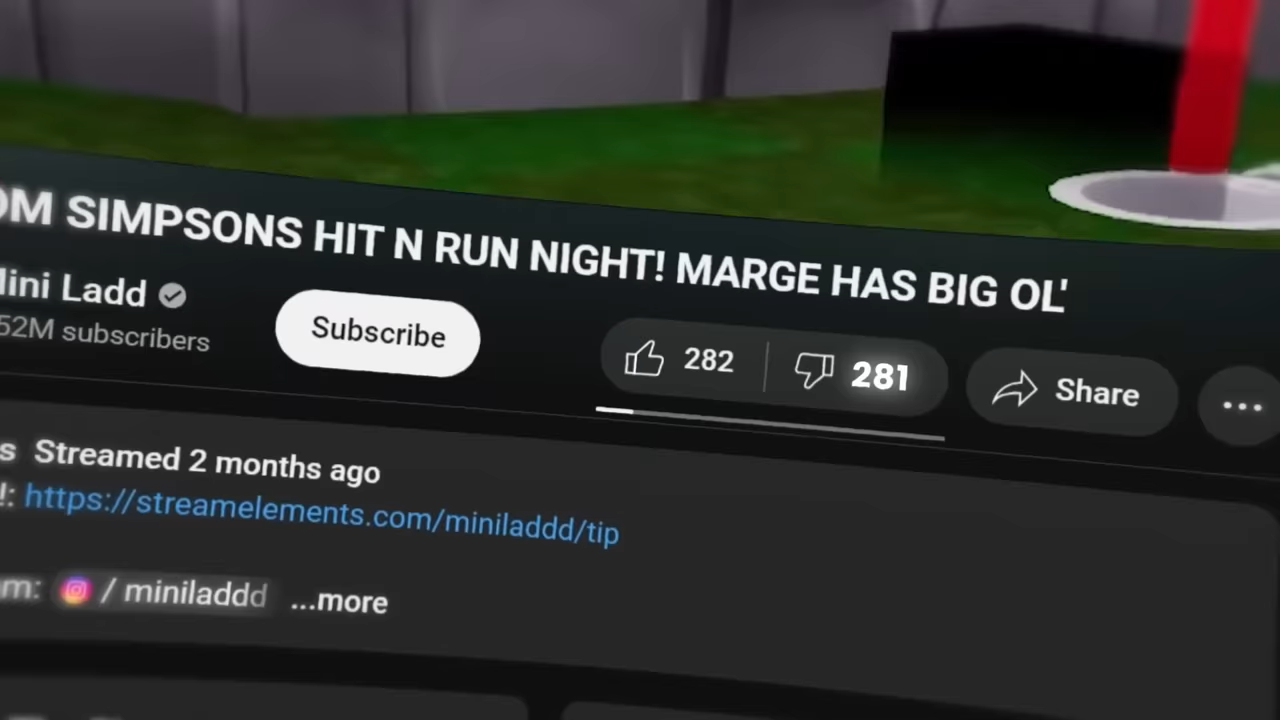 OM SIMPSONS HIT N RUN NIGHT! MARGE HAS BIG OL'
Mini Ladd
52M subscribers
Subscribe
282
281
Share
s Streamed 2 months ago
!: https://streamelements.com/miniladdd/tip
m: / miniladdd ...more